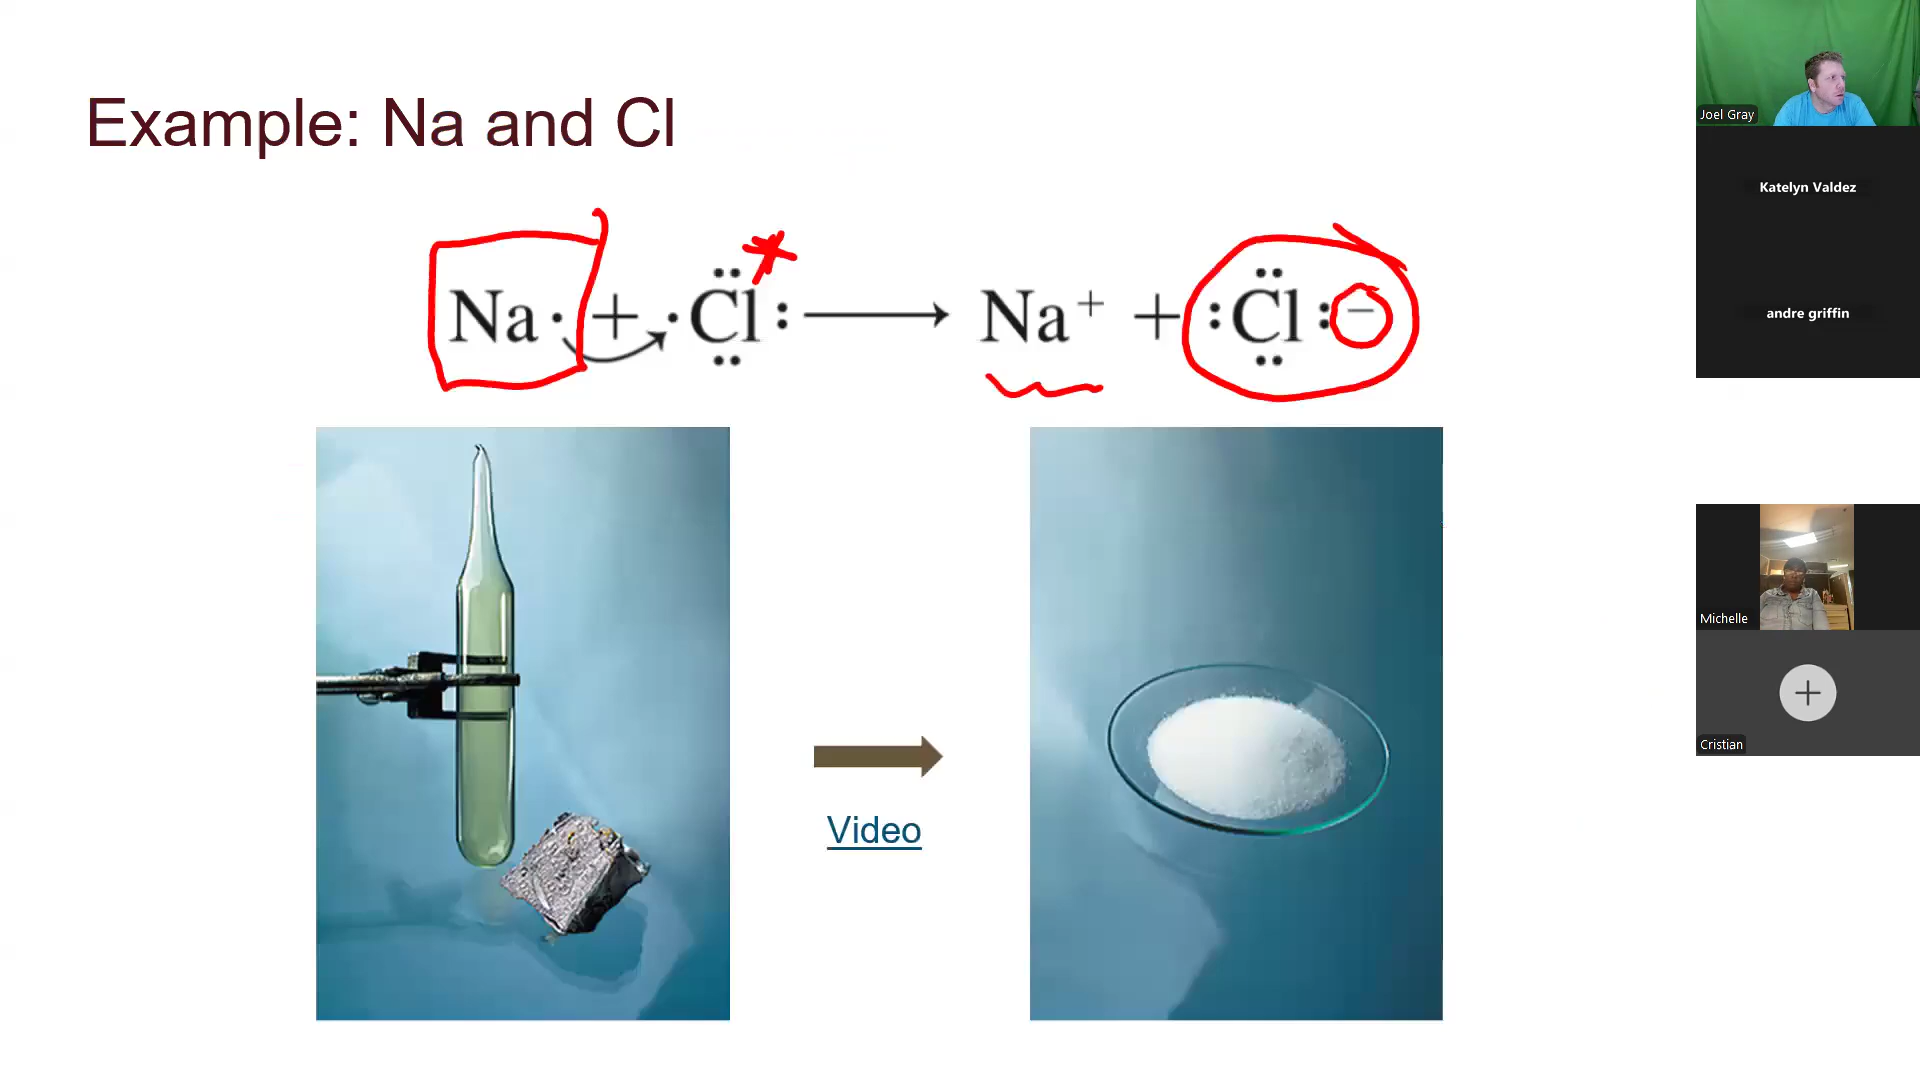 Example: Na and Cl
Na· + ·Cl: ⟶ Na⁺ + :Cl:⁻
Video
Joel Gray
Katelyn Valdez
andre griffin
Michelle
Cristian